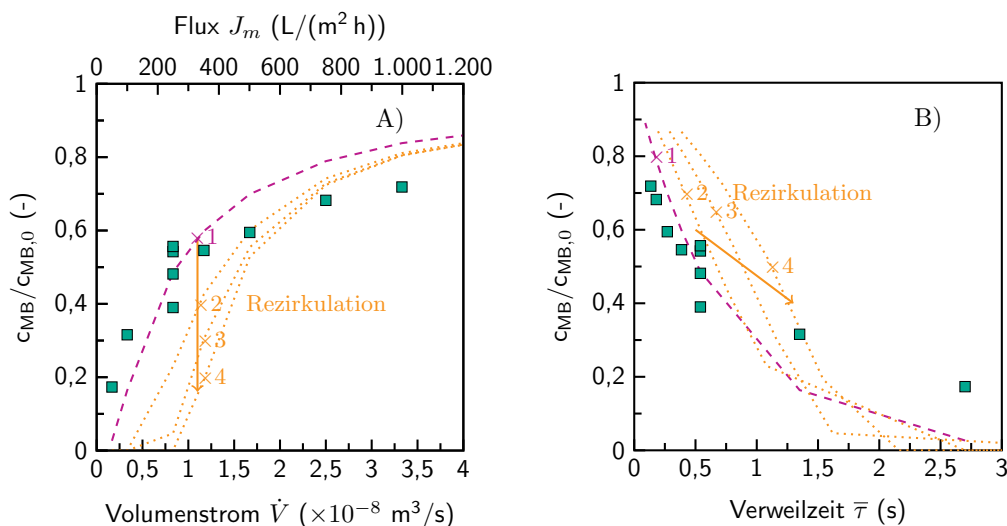 Flux J_m (L/(m² h))
0 200 400 600 800 1.000 1.200
A)
1
0,8
0,6
0,4
0,2
0
c_MB/c_MB,0 (-)
1
2
Rezirkulation
3
4
0 0,5 1 1,5 2 2,5 3 3,5 4
Volumenstrom V̇ (×10⁻⁸ m³/s)
B)
1
0,8
0,6
0,4
0,2
0
c_MB/c_MB,0 (-)
1
2
Rezirkulation
3
4
0 0,5 1 1,5 2 2,5 3
Verweilzeit τ̅ (s)